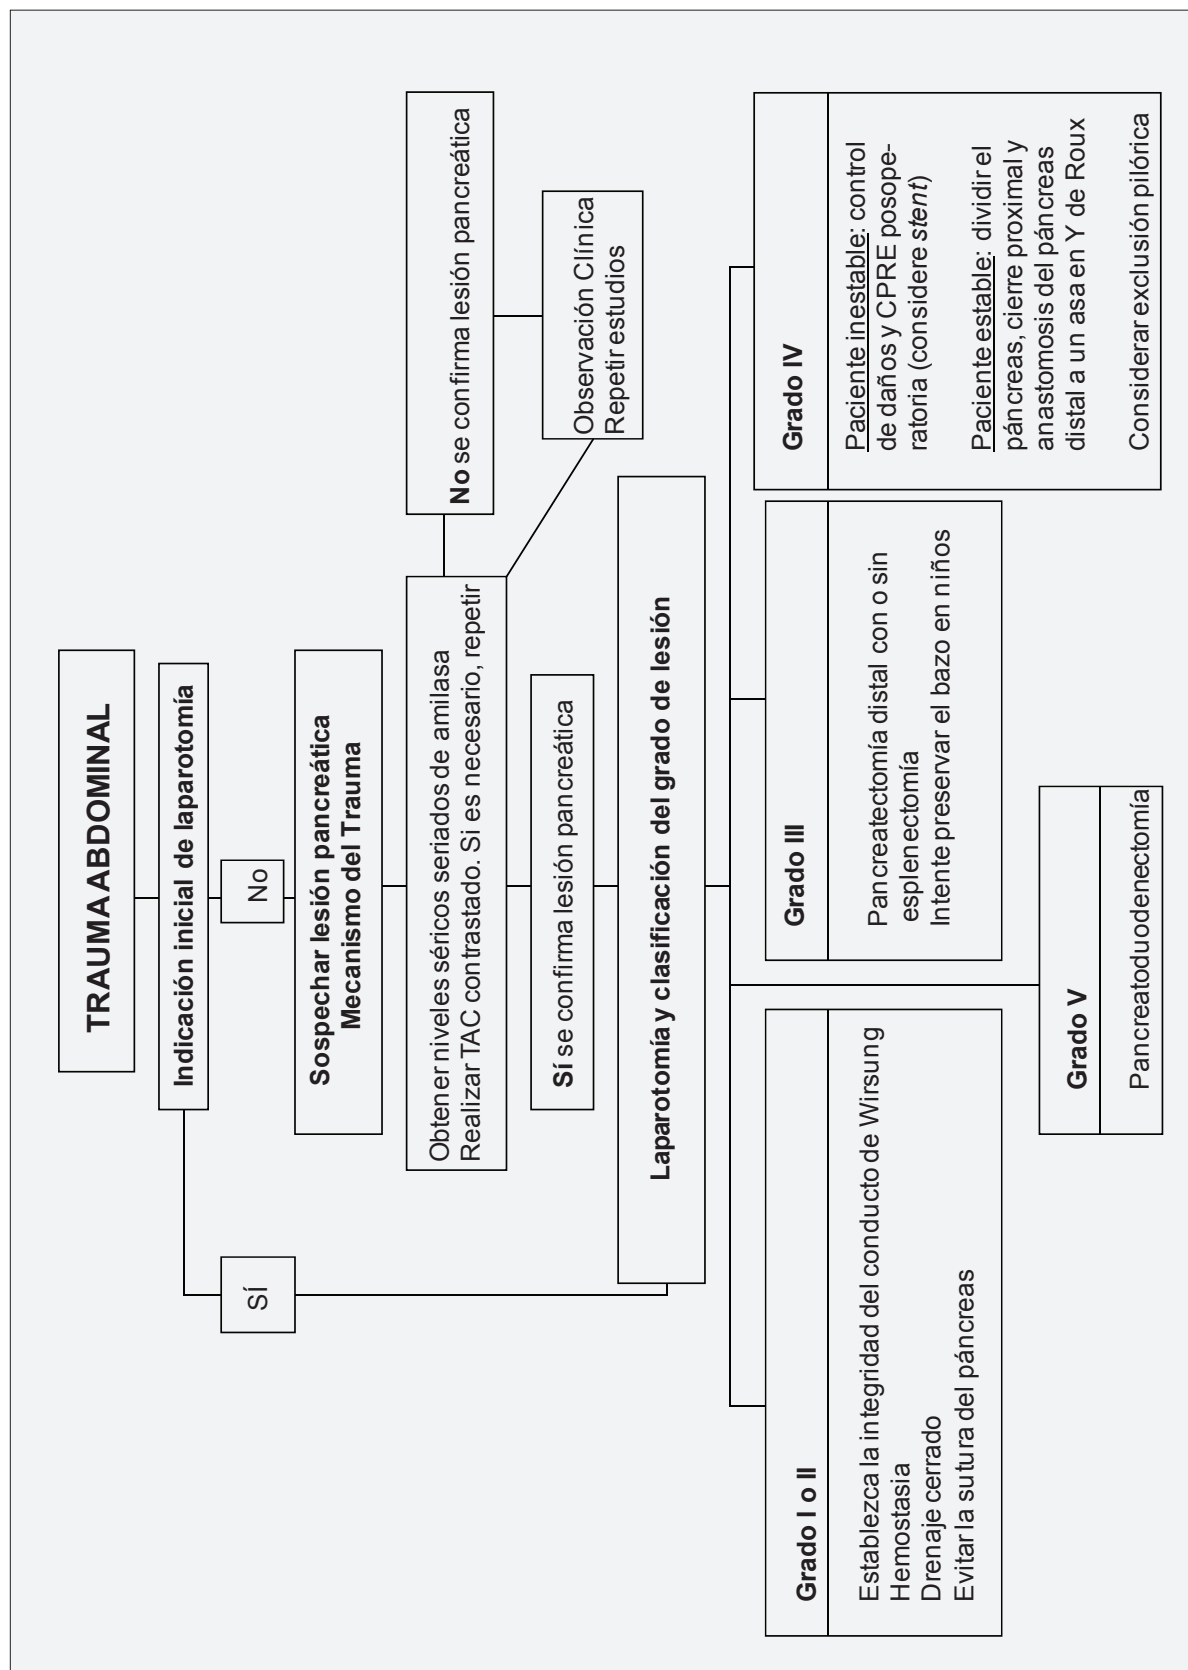 TRAUMA ABDOMINAL
Indicación inicial de laparotomía
SÍ
No
Sospechar lesión pancreática
Mecanismo del Trauma
Obtener niveles séricos seriados de amilasa
Realizar TAC contrastado. Si es necesario, repetir
No se confirma lesión pancreática
Observación Clínica
Repetir estudios
Sí se confirma lesión pancreática
Laparotomía y clasificación del grado de lesión
Grado I o II
Establezca la integridad del conducto de Wirsung
Hemostasia
Drenaje cerrado
Evitar la sutura del páncreas
Grado III
Pancreatectomía distal con o sin
esplenectomía
Intente preservar el bazo en niños
Grado IV
Paciente inestable: control
de daños y CPRE posope-
ratoria (considere stent)
Paciente estable: dividir el
páncreas, cierre proximal y
anastomosis del páncreas
distal a un asa en Y de Roux
Considerar exclusión pilórica
Grado V
Pancreatoduodenectomía